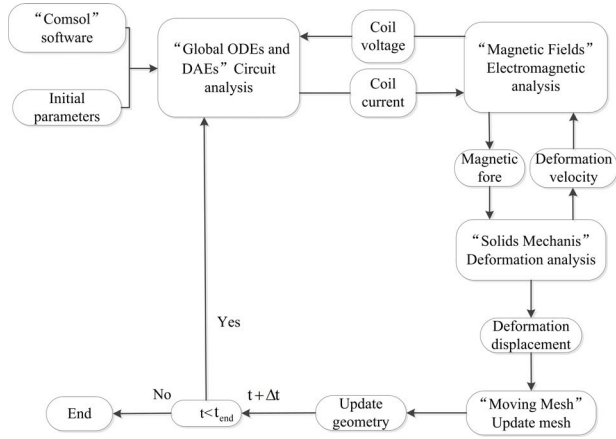 “Comsol”
software
Initial
parameters
“Global ODEs and
DAEs” Circuit
analysis
Coil
voltage
Coil
current
“Magnetic Fields”
Electromagnetic
analysis
Magnetic
fore
Deformation
velocity
“Solids Mechanis”
Deformation analysis
Deformation
displacement
“Moving Mesh”
Update mesh
Update
geometry
t+Δt
t<t_end
Yes
No
End